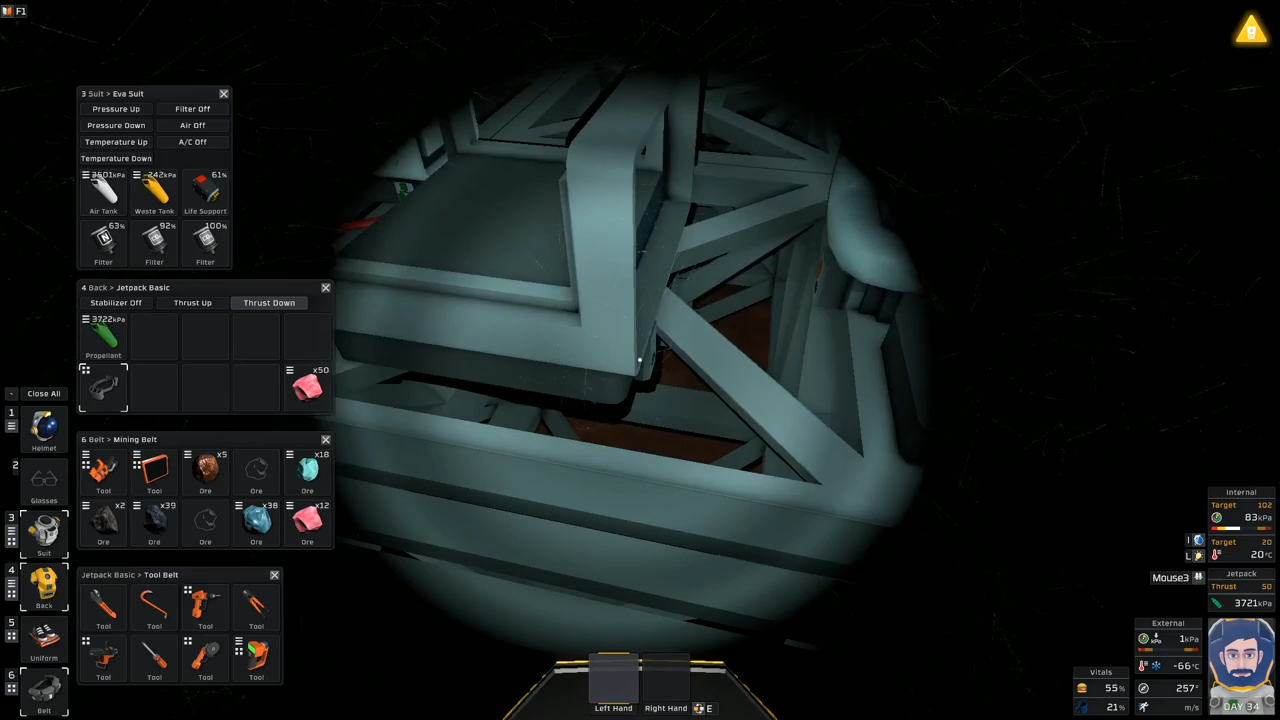 F1
3 Suit > Eva Suit
Pressure Up Filter Off
Pressure Down Air Off
Temperature Up A/C Off
Temperature Down
3501kPa -242kPa 61%
Air Tank Waste Tank Life Support
63% 92% 100%
Filter Filter Filter
4 Back > Jetpack Basic
Stabilizer Off Thrust Up Thrust Down
3722kPa
Propellant
x50
- Close All
1
Helmet
2
Glasses
3
Suit
4
Back
5
Uniform
6
Belt
6 Belt > Mining Belt
x5 x18
Tool Tool Ore Ore Ore
x2 x39 x38 x12
Ore Ore Ore Ore Ore
Jetpack Basic > Tool Belt
Tool Tool Tool Tool
Tool Tool Tool Tool
Left Hand Right Hand E
Internal
Target 102
83kPa
Target 20
20°C
I
L
Mouse3
Jetpack
Thrust 50
3721kPa
External
kPa 1kPa
-66°C
Vitals
55% 257°
21% m/s
DAY: 34